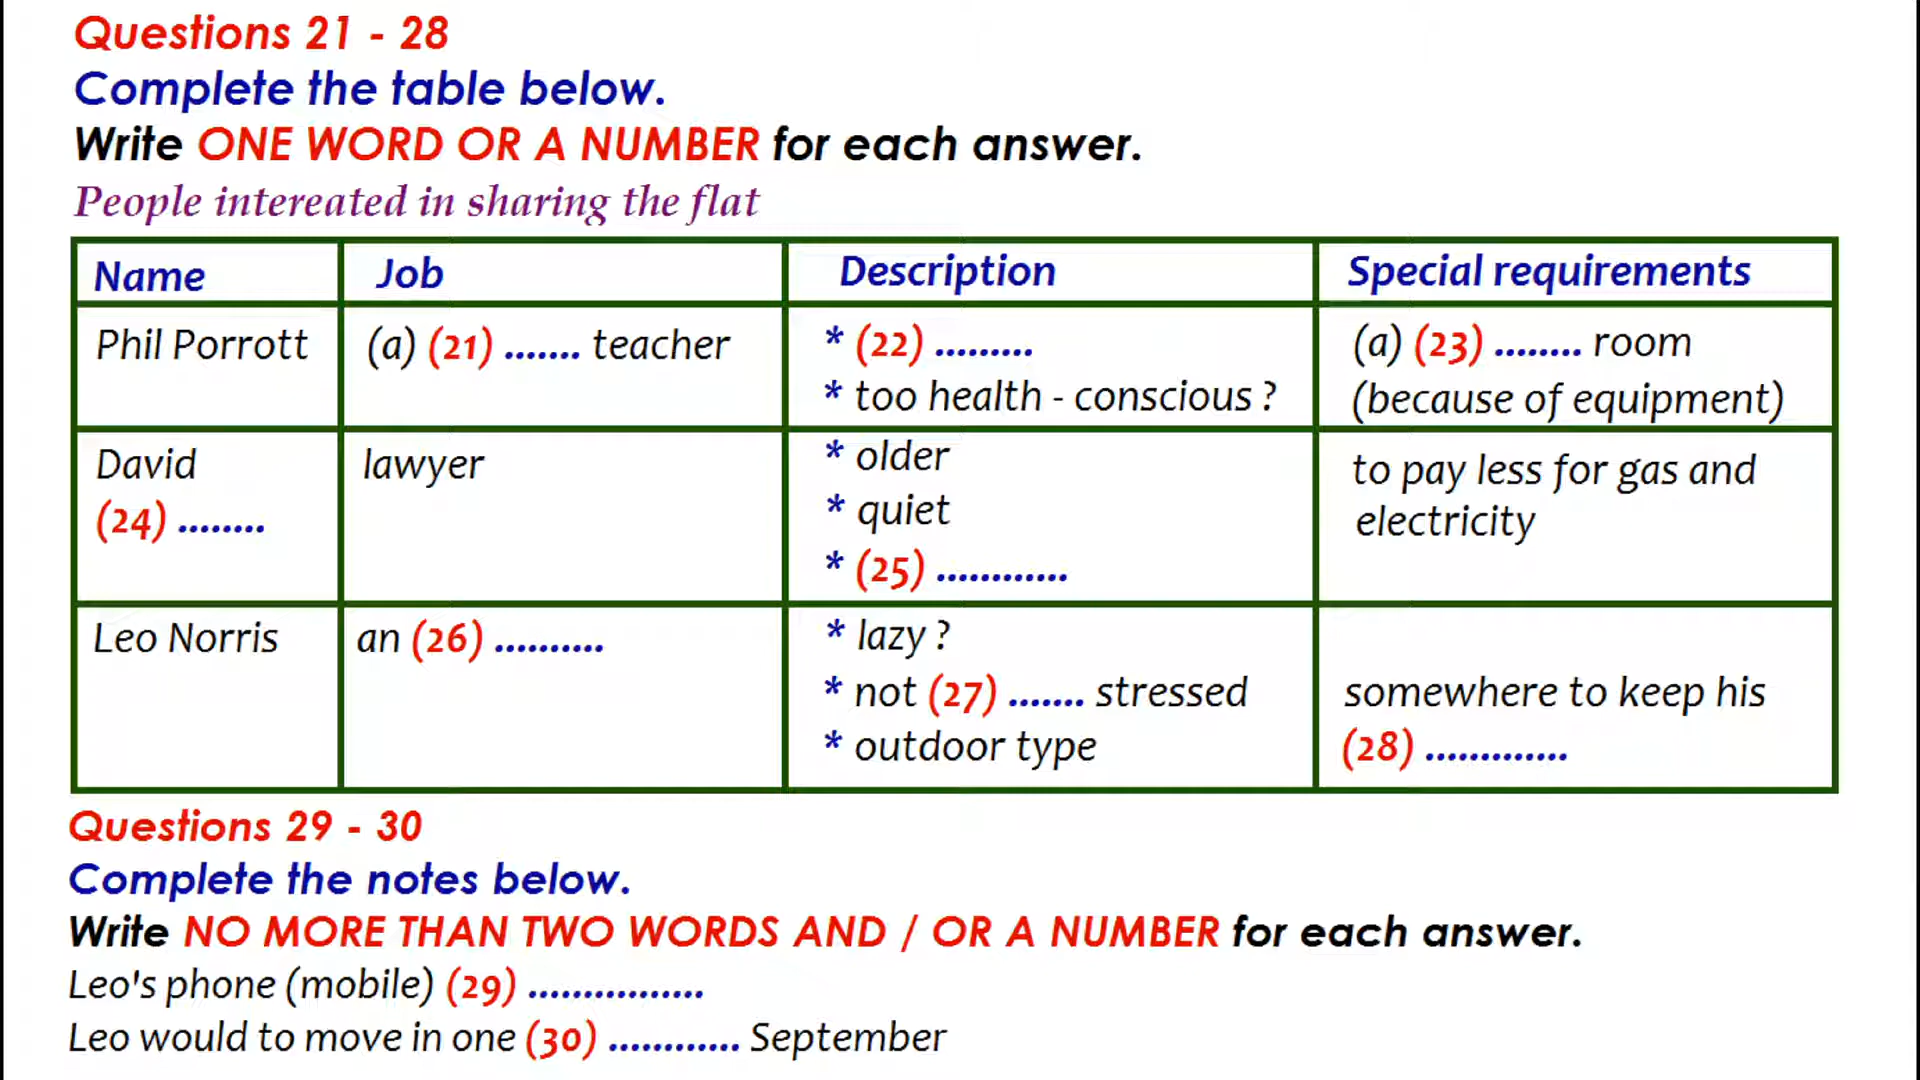 Questions 21 - 28
Complete the table below.
Write ONE WORD OR A NUMBER for each answer.
People intereated in sharing the flat
Name Job Description Special requirements
Phil Porrott (a) (21) ....... teacher * (22) ......... (a) (23) ........ room
* too health - conscious ? (because of equipment)
David lawyer * older to pay less for gas and
(24) ........ * quiet electricity
* (25) ............
Leo Norris an (26) .......... * lazy ?
* not (27) ....... stressed somewhere to keep his
* outdoor type (28) .............
Questions 29 - 30
Complete the notes below.
Write NO MORE THAN TWO WORDS AND / OR A NUMBER for each answer.
Leo's phone (mobile) (29) ................
Leo would to move in one (30) ............ September